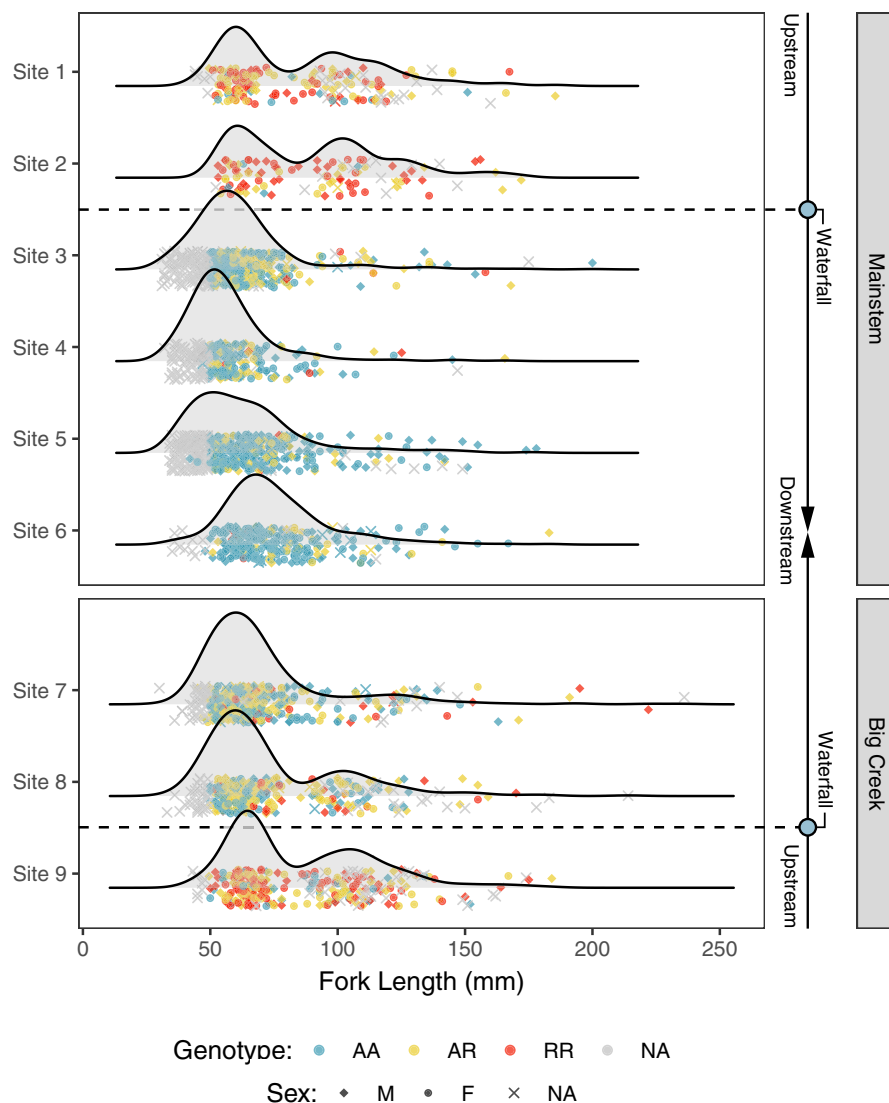 Site 1
Site 2
Site 3
Site 4
Site 5
Site 6
Upstream
Waterfall
Downstream
Mainstem
Site 7
Site 8
Site 9
Waterfall
Upstream
Big Creek
0 50 100 150 200 250
Fork Length (mm)
Genotype: AA AR RR NA
Sex: M F NA